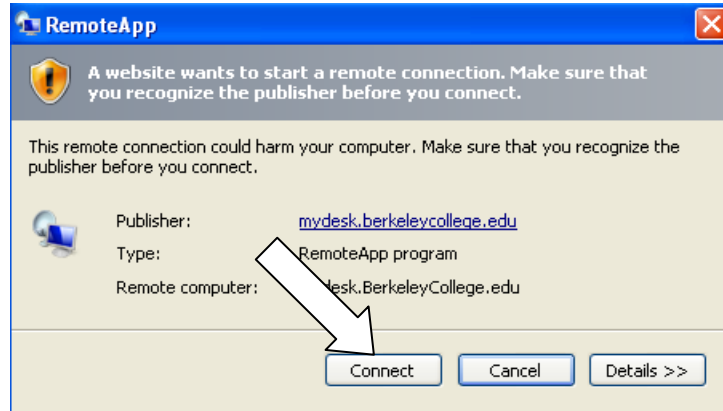 RemoteApp
A website wants to start a remote connection. Make sure that
you recognize the publisher before you connect.
This remote connection could harm your computer. Make sure that you recognize the
publisher before you connect.
Publisher: mydesk.berkeleycollege.edu
Type: RemoteApp program
Remote computer: desk.BerkeleyCollege.edu
Connect Cancel Details >>